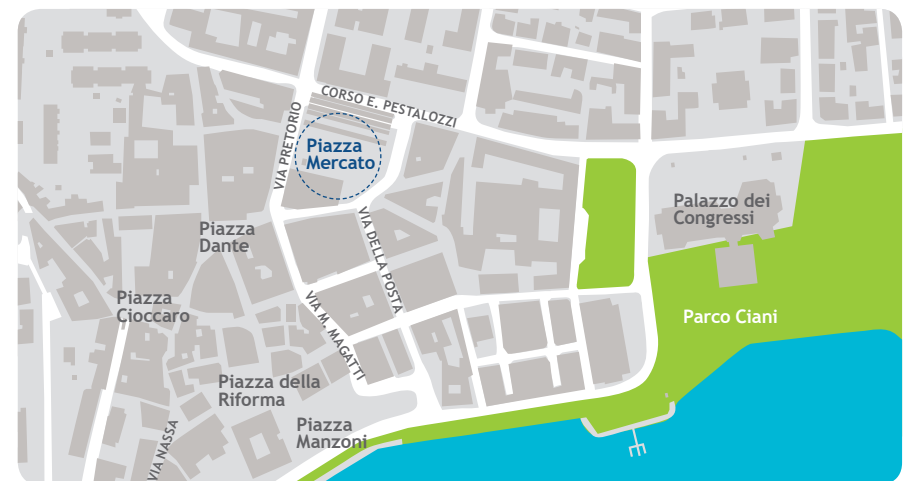 CORSO E. PESTALOZZI
VIA PRETORIO
Piazza
Mercato
Palazzo dei
Congressi
Piazza
Dante
VIA DELLA POSTA
Piazza
Cioccaro
VIA M. MAGATTI
Parco Ciani
Piazza della
Riforma
Piazza
Manzoni
VIA NASSA